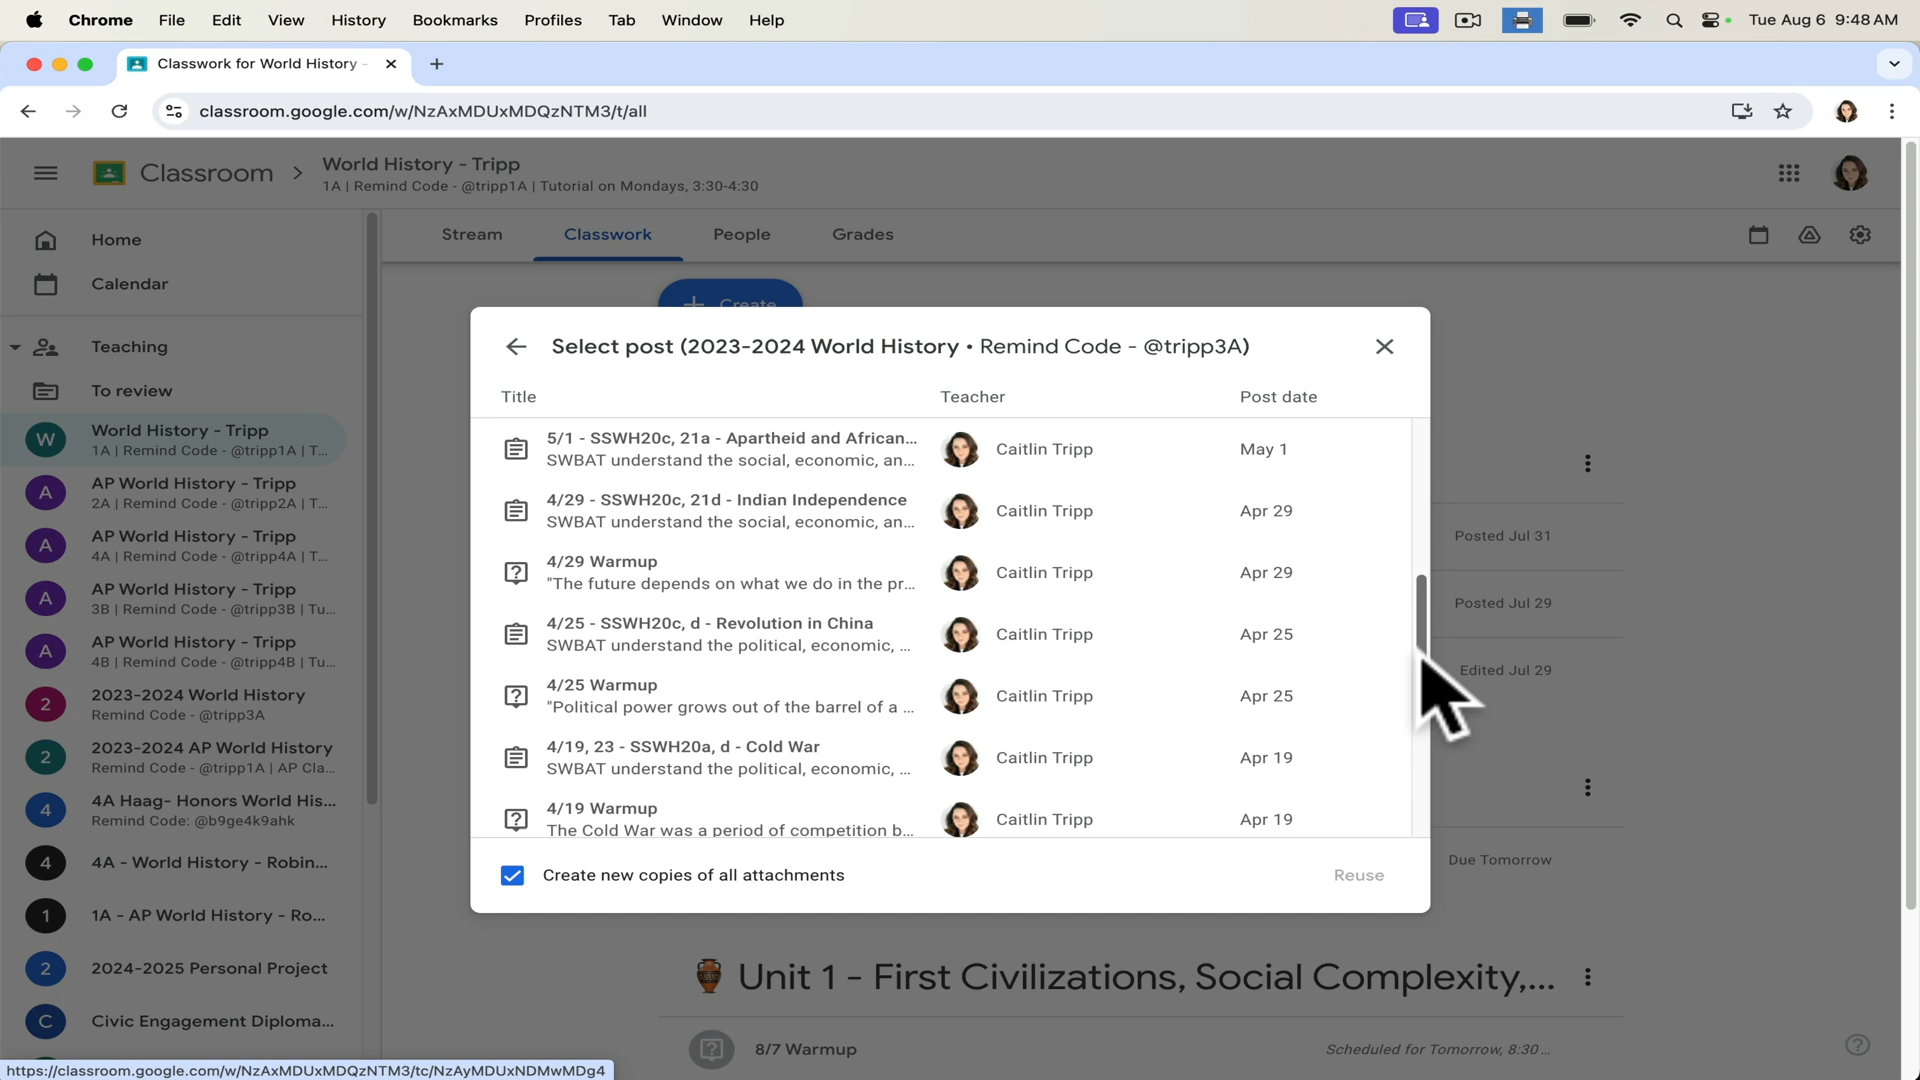 Chrome File Edit View History Bookmarks Profiles Tab Window Help Tue Aug 6 9:48 AM
Classwork for World History -
classroom.google.com/w/NzAxMDUxMDQzNTM3/t/all
Classroom
World History - Tripp
1A | Remind Code - @tripp1A | Tutorial on Mondays, 3:30-4:30
Home
Calendar
Teaching
To review
W World History - Tripp
1A | Remind Code - @tripp1A | T...
A AP World History - Tripp
2A | Remind Code - @tripp2A | T...
A AP World History - Tripp
4A | Remind Code - @tripp4A | T...
A AP World History - Tripp
3B | Remind Code - @tripp3B | Tu...
A AP World History - Tripp
4B | Remind Code - @tripp4B | Tu...
2 2023-2024 World History
Remind Code - @tripp3A
2 2023-2024 AP World History
Remind Code - @tripp1A | AP Cla...
4 4A Haag- Honors World His...
Remind Code: @b9ge4k9ahk
4 4A - World History - Robin...
1 1A - AP World History - Ro...
2 2024-2025 Personal Project
C Civic Engagement Diploma...
https://classroom.google.com/w/NzAxMDUxMDQzNTM3/tc/NzAyMDUxNDMwMDg4
Stream Classwork People Grades
Create
Select post (2023-2024 World History • Remind Code - @tripp3A)
Title Teacher Post date
5/1 - SSWH20c, 21a - Apartheid and African...
SWBAT understand the social, economic, an...
Caitlin Tripp May 1
4/29 - SSWH20c, 21d - Indian Independence
SWBAT understand the social, economic, an...
Caitlin Tripp Apr 29
4/29 Warmup
"The future depends on what we do in the pr...
Caitlin Tripp Apr 29
4/25 - SSWH20c, d - Revolution in China
SWBAT understand the political, economic, ...
Caitlin Tripp Apr 25
4/25 Warmup
"Political power grows out of the barrel of a ...
Caitlin Tripp Apr 25
4/19, 23 - SSWH20a, d - Cold War
SWBAT understand the political, economic, ...
Caitlin Tripp Apr 19
4/19 Warmup
The Cold War was a period of competition b...
Caitlin Tripp Apr 19
Create new copies of all attachments Reuse
Posted Jul 31
Posted Jul 29
Edited Jul 29
Due Tomorrow
Unit 1 - First Civilizations, Social Complexity,...
8/7 Warmup Scheduled for Tomorrow, 8:30 ...